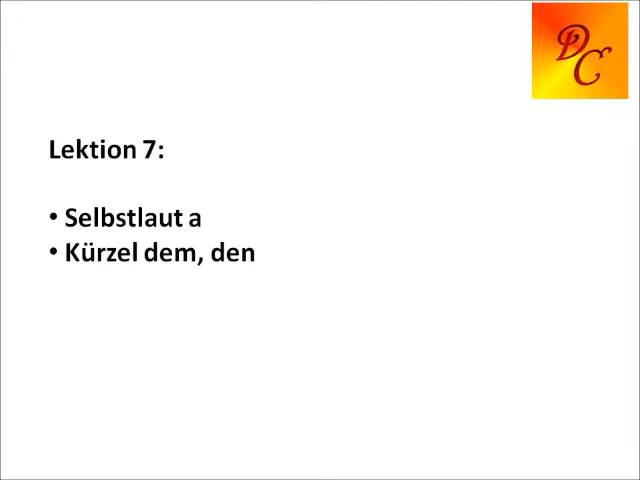 DC
Lektion 7:
• Selbstlaut a
• Kürzel dem, den